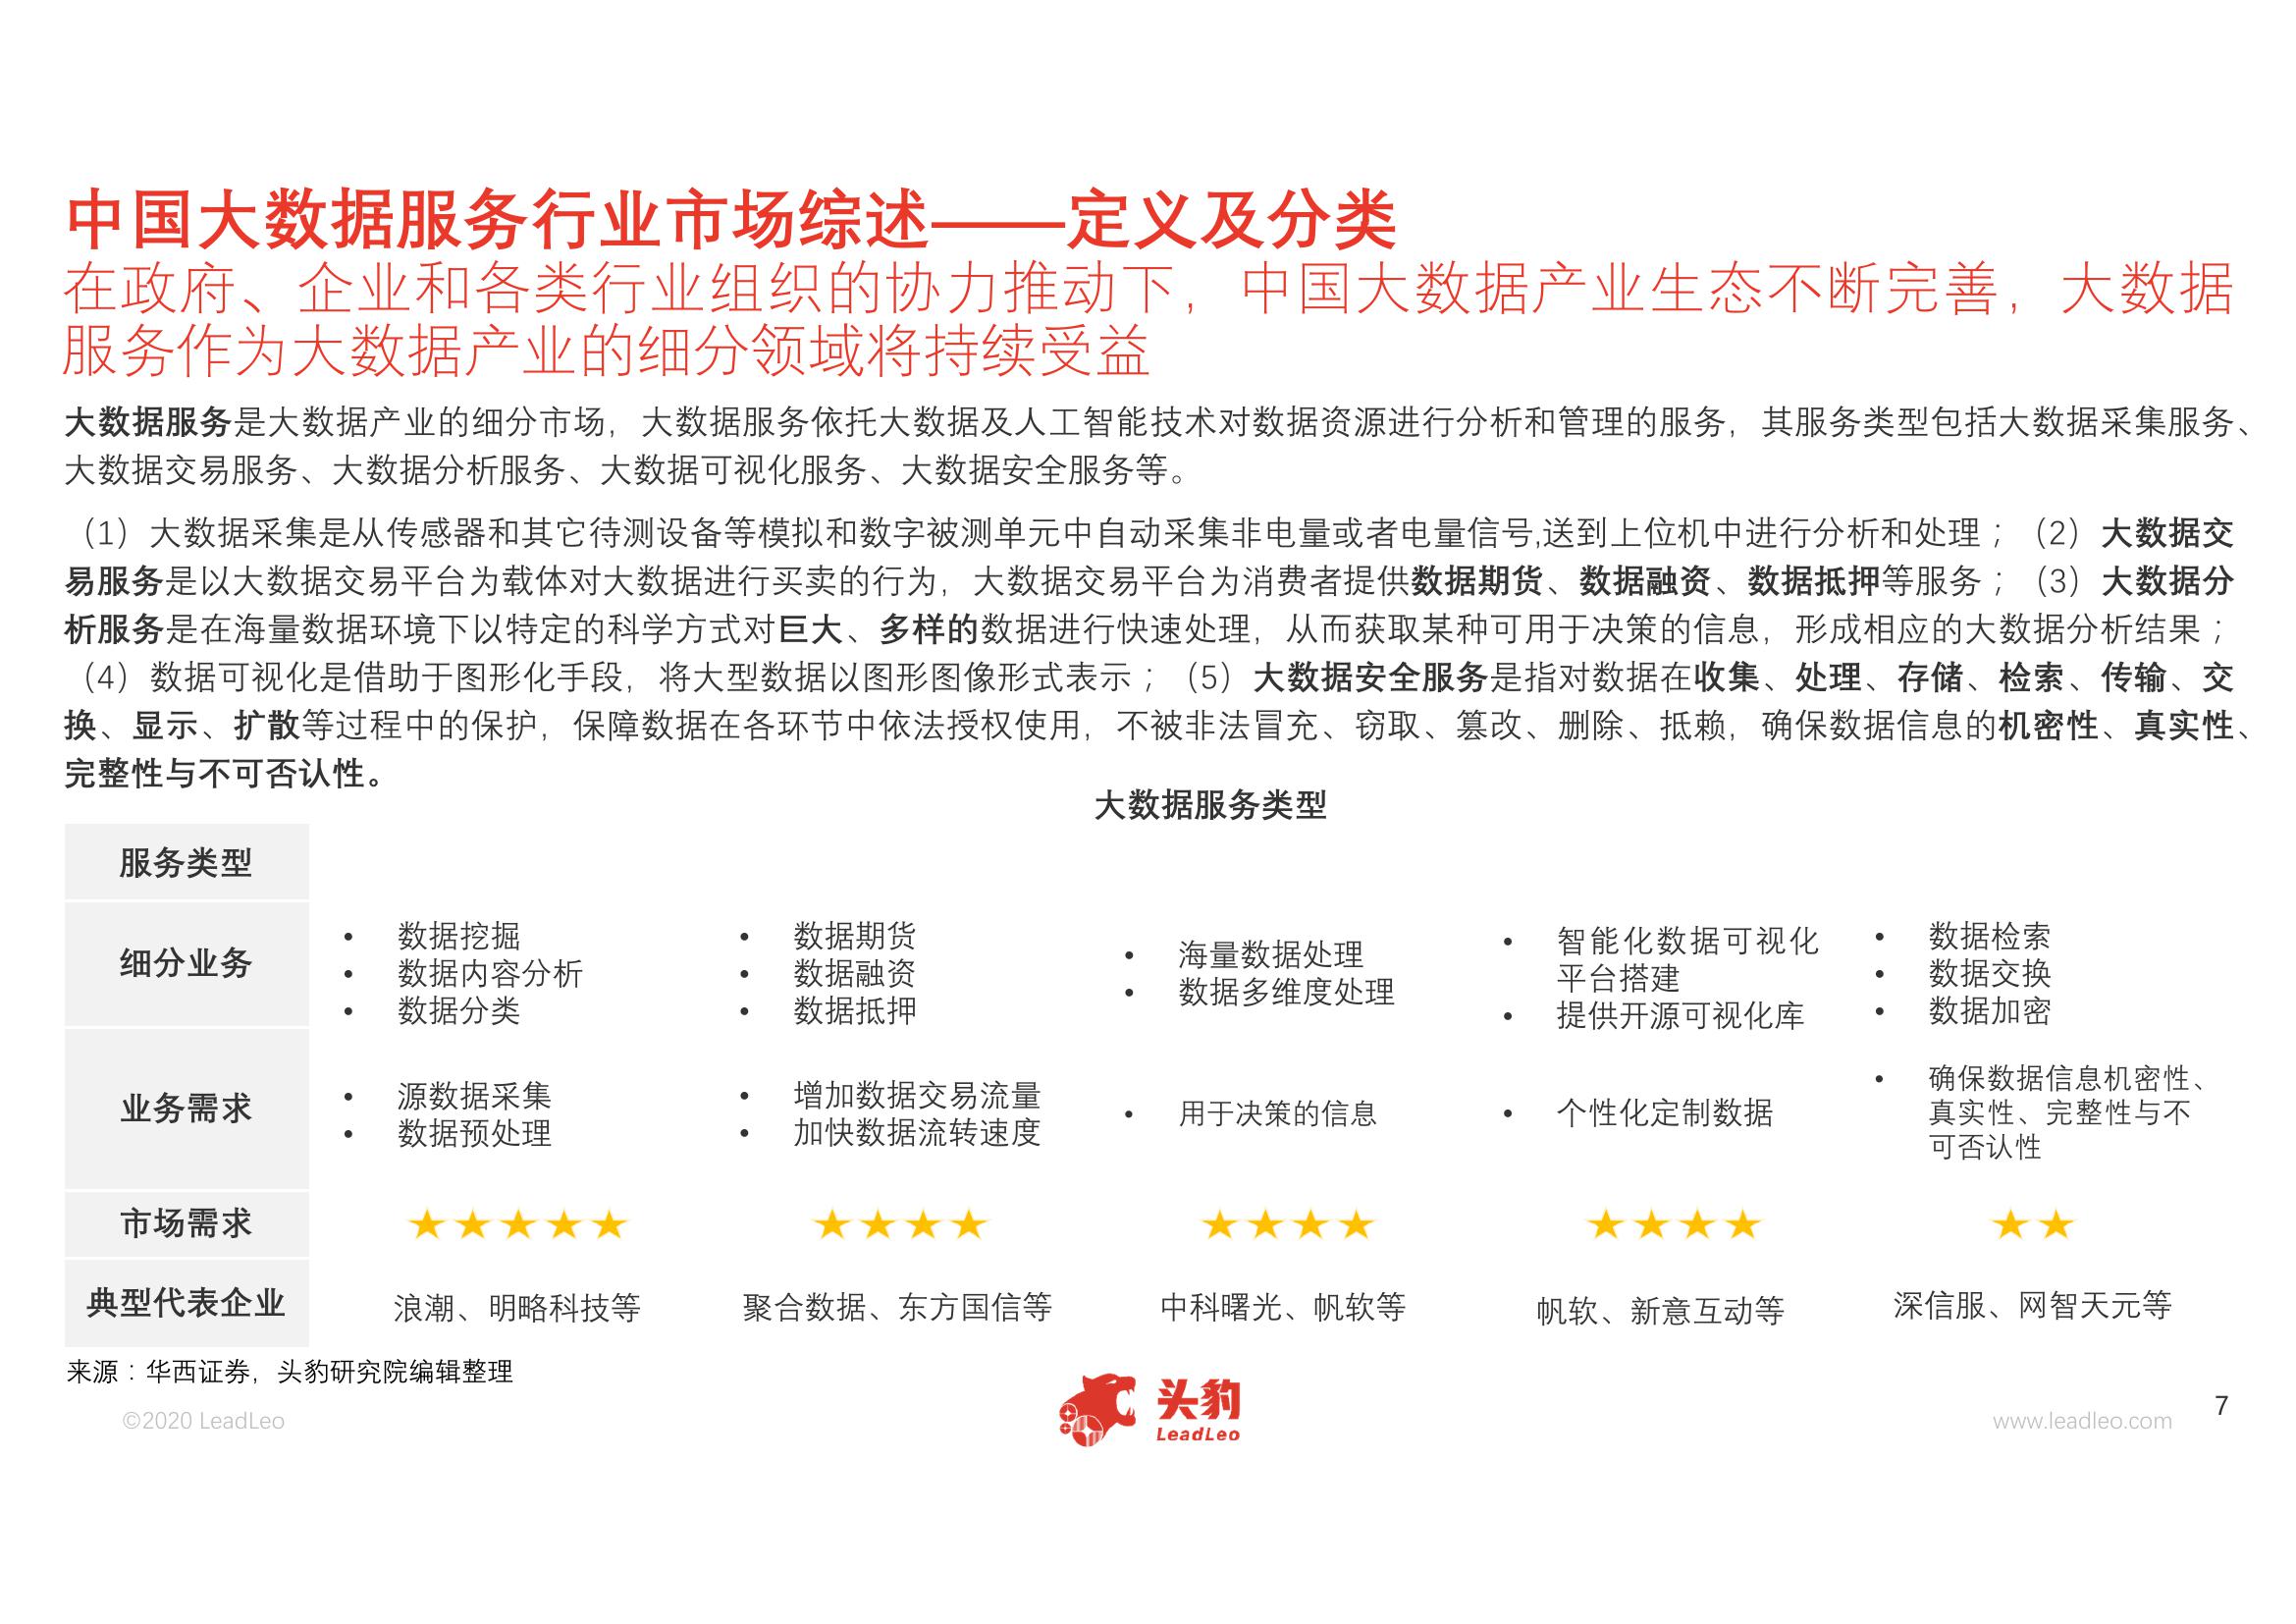 中国大数据服务行业市场综述——定义及分类
在政府、企业和各类行业组织的协力推动下，中国大数据产业生态不断完善，大数据
服务作为大数据产业的细分领域将持续受益
大数据服务是大数据产业的细分市场，大数据服务依托大数据及人工智能技术对数据资源进行分析和管理的服务，其服务类型包括大数据采集服务、
大数据交易服务、大数据分析服务、大数据可视化服务、大数据安全服务等。
（1）大数据采集是从传感器和其它待测设备等模拟和数字被测单元中自动采集非电量或者电量信号,送到上位机中进行分析和处理；（2）大数据交
易服务是以大数据交易平台为载体对大数据进行买卖的行为，大数据交易平台为消费者提供数据期货、数据融资、数据抵押等服务；（3）大数据分
析服务是在海量数据环境下以特定的科学方式对巨大、多样的数据进行快速处理，从而获取某种可用于决策的信息，形成相应的大数据分析结果；
（4）数据可视化是借助于图形化手段，将大型数据以图形图像形式表示；（5）大数据安全服务是指对数据在收集、处理、存储、检索、传输、交
换、显示、扩散等过程中的保护，保障数据在各环节中依法授权使用，不被非法冒充、窃取、篡改、删除、抵赖，确保数据信息的机密性、真实性、
完整性与不可否认性。
大数据服务类型
服务类型
细分业务
• 数据挖掘
• 数据内容分析
• 数据分类
• 数据期货
• 数据融资
• 数据抵押
• 海量数据处理
• 数据多维度处理
• 智能化数据可视化
平台搭建
• 提供开源可视化库
• 数据检索
• 数据交换
• 数据加密
业务需求
• 源数据采集
• 数据预处理
• 增加数据交易流量
• 加快数据流转速度
• 用于决策的信息
• 个性化定制数据
• 确保数据信息机密性、
真实性、完整性与不
可否认性
市场需求
★★★★★
★★★★
★★★★
★★★★
★★
典型代表企业
浪潮、明略科技等
聚合数据、东方国信等
中科曙光、帆软等
帆软、新意互动等
深信服、网智天元等
来源：华西证券，头豹研究院编辑整理
©2020 LeadLeo
头豹
LeadLeo
www.leadleo.com
7